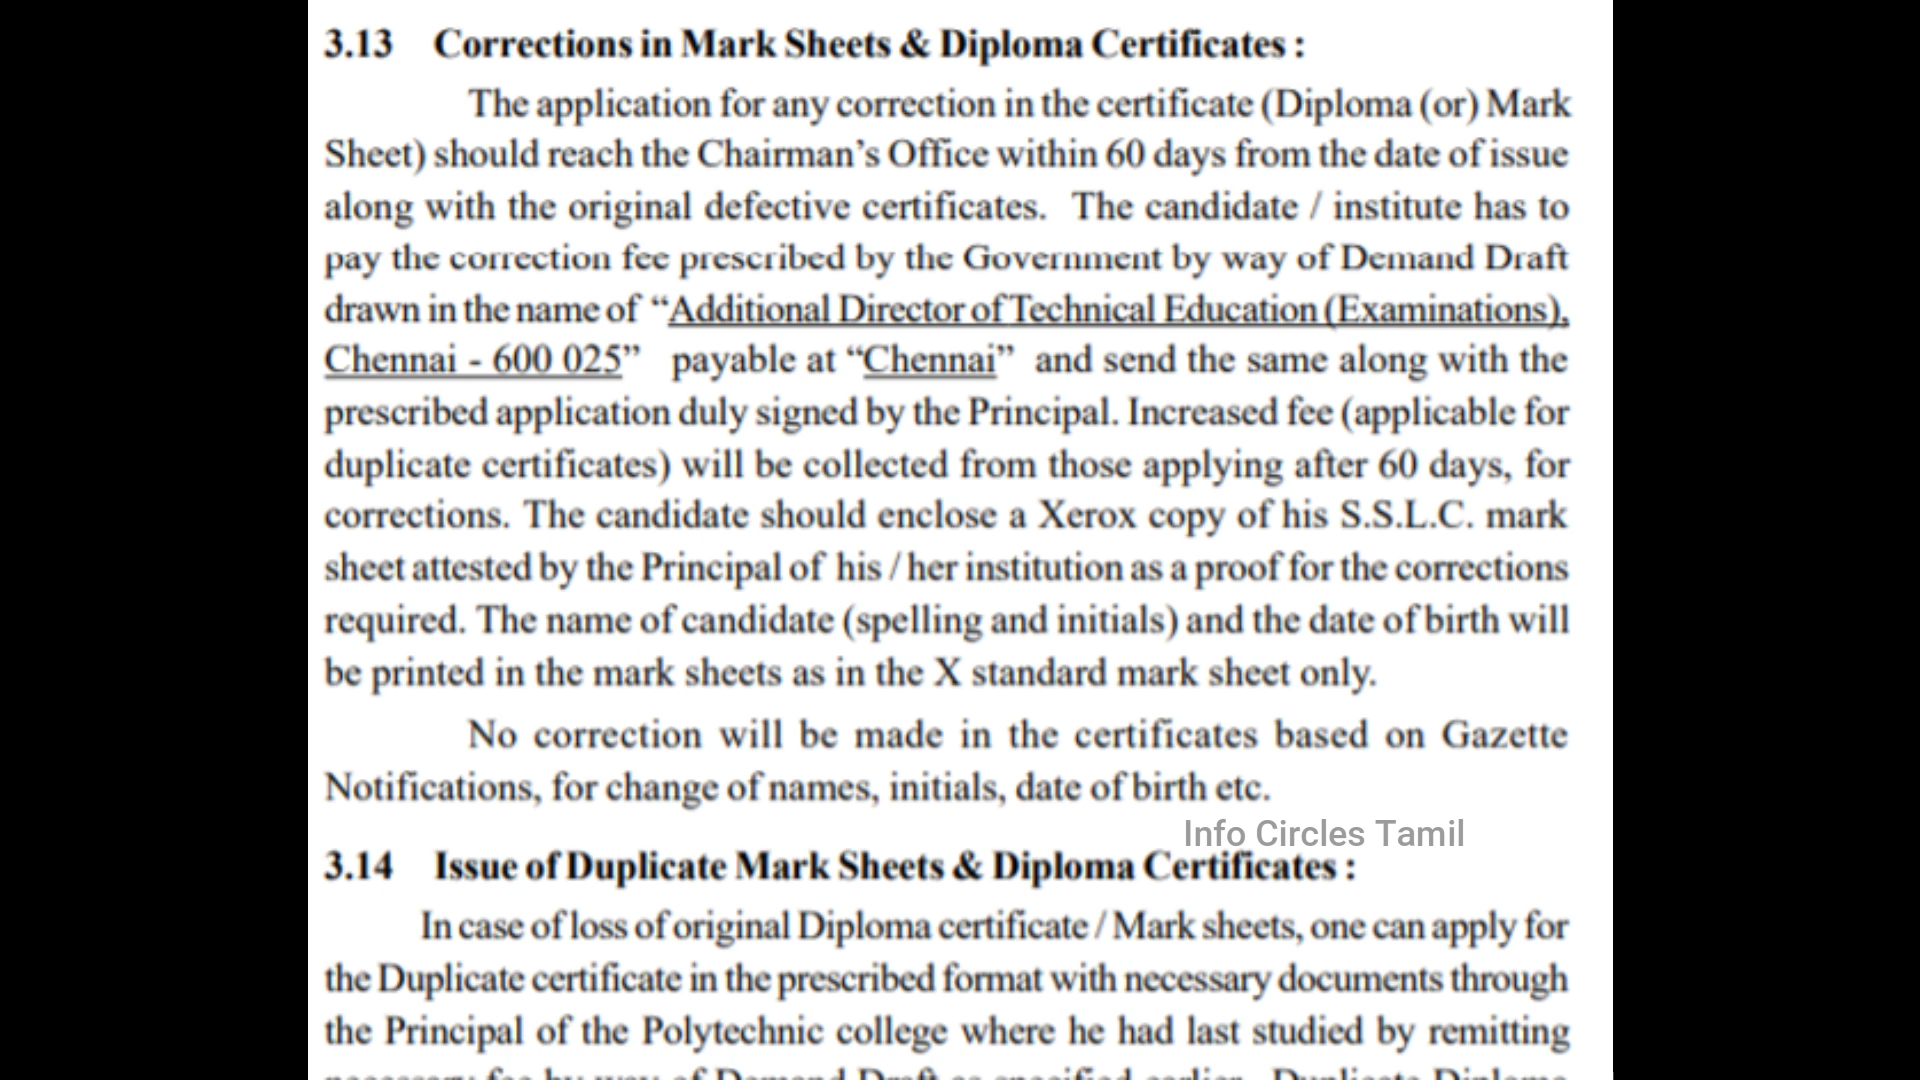 3.13 Corrections in Mark Sheets & Diploma Certificates :
The application for any correction in the certificate (Diploma (or) Mark
Sheet) should reach the Chairman’s Office within 60 days from the date of issue
along with the original defective certificates. The candidate / institute has to
pay the correction fee prescribed by the Government by way of Demand Draft
drawn in the name of “Additional Director of Technical Education (Examinations),
Chennai - 600 025” payable at “Chennai” and send the same along with the
prescribed application duly signed by the Principal. Increased fee (applicable for
duplicate certificates) will be collected from those applying after 60 days, for
corrections. The candidate should enclose a Xerox copy of his S.S.L.C. mark
sheet attested by the Principal of his / her institution as a proof for the corrections
required. The name of candidate (spelling and initials) and the date of birth will
be printed in the mark sheets as in the X standard mark sheet only.
No correction will be made in the certificates based on Gazette
Notifications, for change of names, initials, date of birth etc.
Info Circles Tamil
3.14 Issue of Duplicate Mark Sheets & Diploma Certificates :
In case of loss of original Diploma certificate / Mark sheets, one can apply for
the Duplicate certificate in the prescribed format with necessary documents through
the Principal of the Polytechnic college where he had last studied by remitting